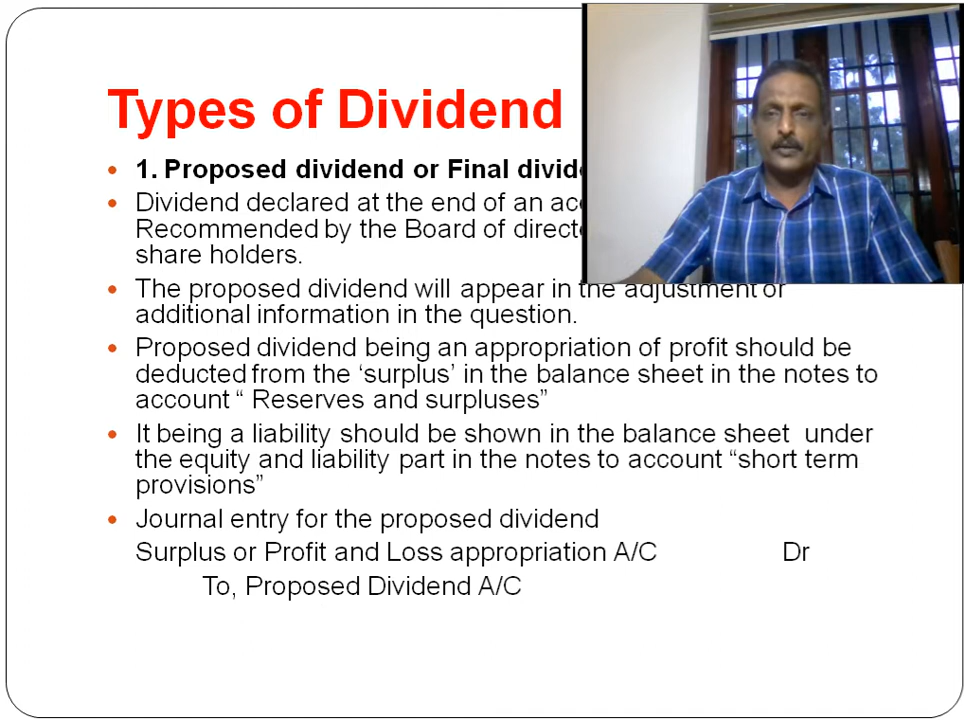 Types of Dividend
1. Proposed dividend or Final
Dividend declared at the end of an
Recommended by the Board of
share holders.
The proposed dividend will appear in the adjustment or
additional information in the question.
Proposed dividend being an appropriation of profit should be
deducted from the ‘surplus’ in the balance sheet in the notes to
account “ Reserves and surpluses”
It being a liability should be shown in the balance sheet under
the equity and liability part in the notes to account “short term
provisions”
Journal entry for the proposed dividend
Surplus or Profit and Loss appropriation A/C Dr
To, Proposed Dividend A/C